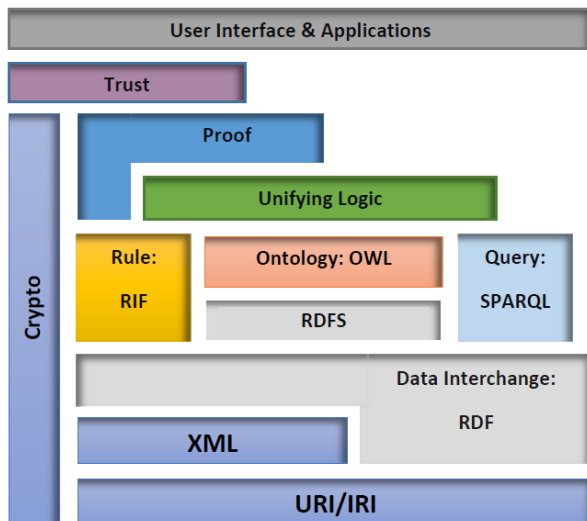 User Interface & Applications
Trust
Proof
Unifying Logic
Crypto
Rule:
RIF
Ontology: OWL
RDFS
Query:
SPARQL
Data Interchange:
RDF
XML
URI/IRI